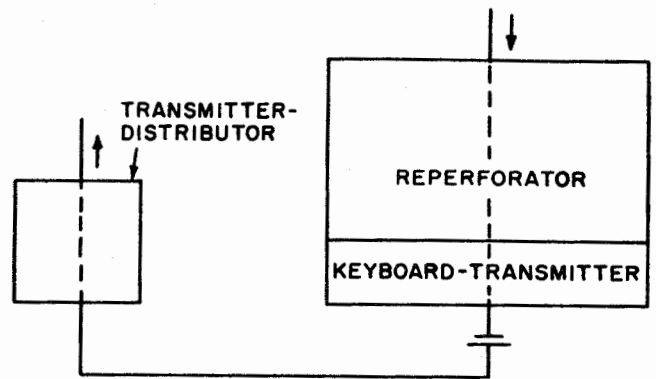 TRANSMITTER-
DISTRIBUTOR
REPERFORATOR
KEYBOARD-TRANSMITTER